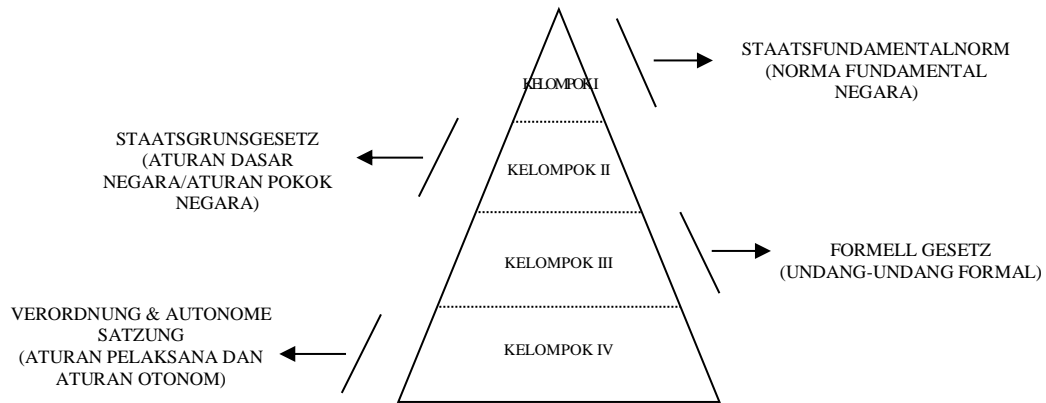 KELOMPOK I
STAATSFUNDAMENTALNORM
(NORMA FUNDAMENTAL
NEGARA)
STAATSGRUNSGESETZ
(ATURAN DASAR
NEGARA/ATURAN POKOK
NEGARA)
KELOMPOK II
KELOMPOK III
FORMELL GESETZ
(UNDANG-UNDANG FORMAL)
VERORDNUNG & AUTONOME
SATZUNG
(ATURAN PELAKSANA DAN
ATURAN OTONOM)
KELOMPOK IV